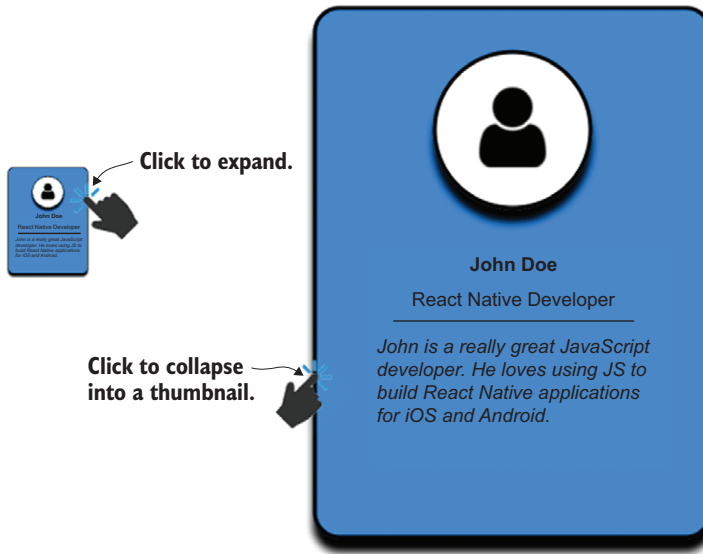 Click to expand.
John Doe
React Native Developer
John is a really great JavaScript
developer. He loves using JS to
build React Native applications
for iOS and Android.
John Doe
React Native Developer
John is a really great JavaScript
developer. He loves using JS to
build React Native applications
for iOS and Android.
Click to collapse
into a thumbnail.